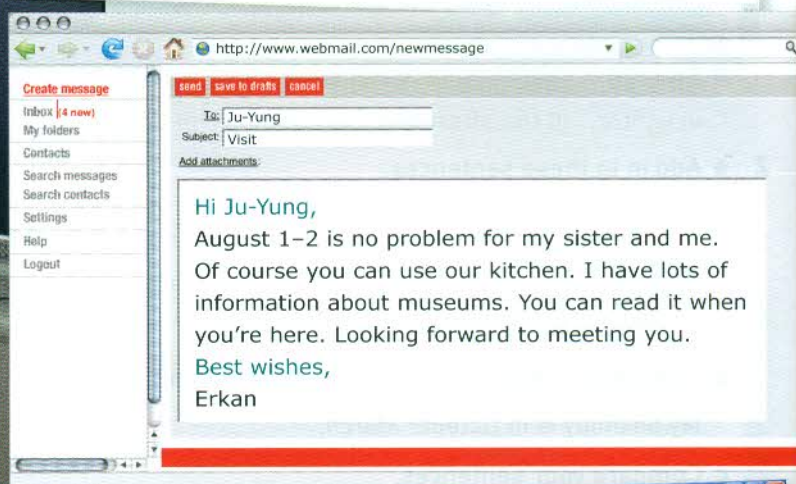 http://www.webmail.com/newmessage
Create message
Inbox (4 new)
My folders
Contacts
Search messages
Search contacts
Settings
Help
Logout
send save to drafts cancel
To: Ju-Yung
Subject: Visit
Add attachments:
Hi Ju-Yung,
August 1–2 is no problem for my sister and me.
Of course you can use our kitchen. I have lots of
information about museums. You can read it when
you're here. Looking forward to meeting you.
Best wishes,
Erkan